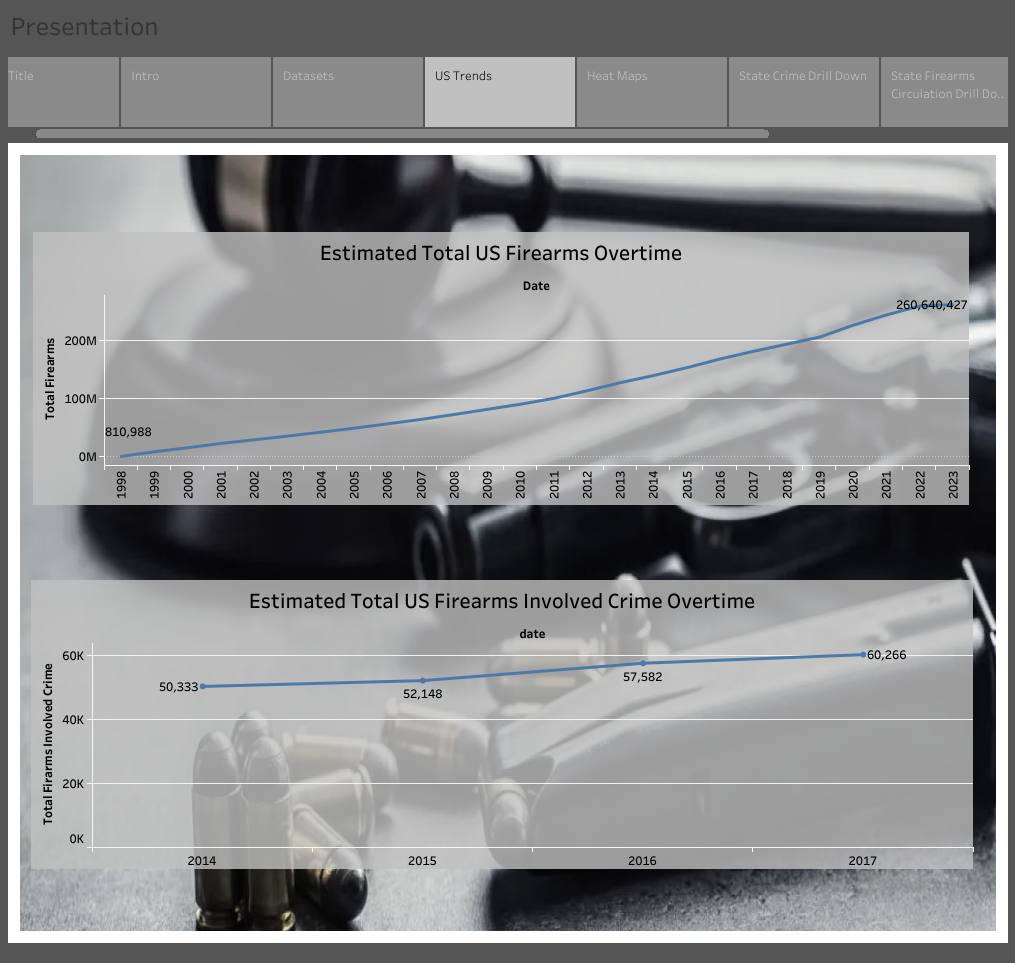 Presentation
Title
Intro
Datasets
US Trends
Heat Maps
State Crime Drill Down
State Firearms
Circulation Drill Do..
Estimated Total US Firearms Overtime
Date
Total Firearms
200M
100M
0M
810,988
260,640,427
1998 1999 2000 2001 2002 2003 2004 2005 2006 2007 2008 2009 2010 2011 2012 2013 2014 2015 2016 2017 2018 2019 2020 2021 2022 2023
Estimated Total US Firearms Involved Crime Overtime
date
Total Firarms Involved Crime
60K
40K
20K
0K
50,333
52,148
57,582
60,266
2014 2015 2016 2017